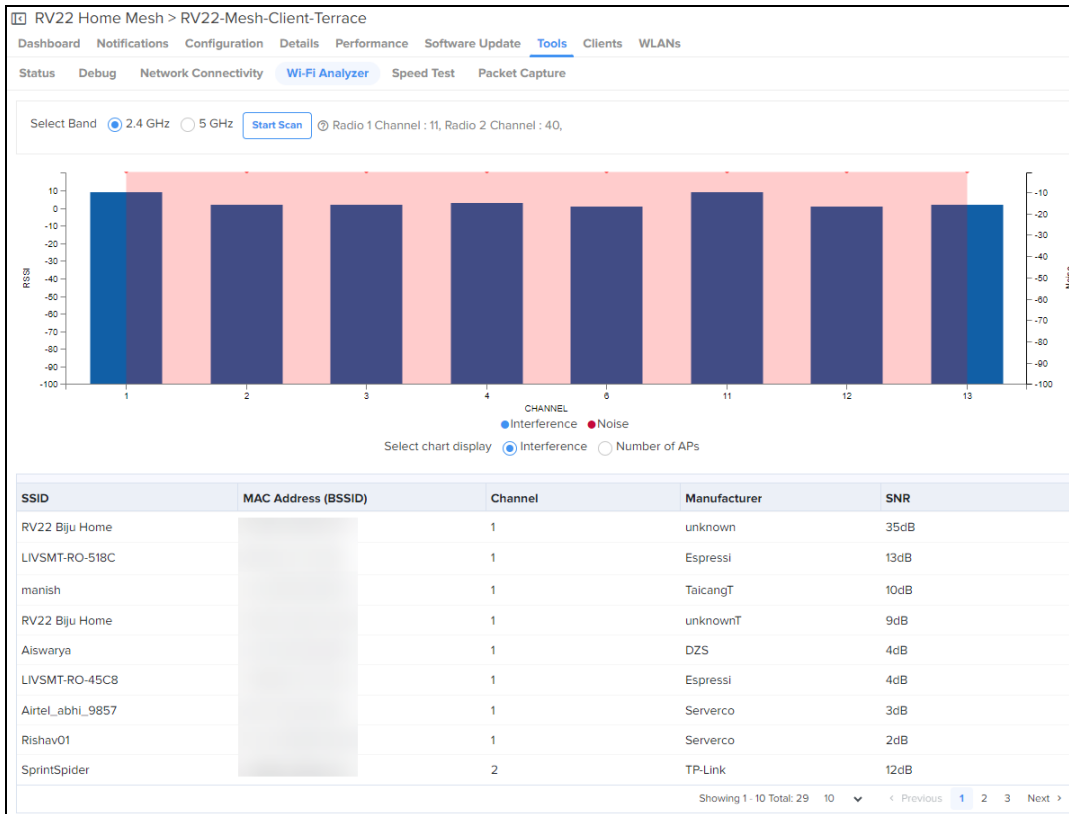 RV22 Home Mesh > RV22-Mesh-Client-Terrace
Dashboard Notifications Configuration Details Performance Software Update Tools Clients WLANs
Status Debug Network Connectivity Wi-Fi Analyzer Speed Test Packet Capture
Select Band 2.4 GHz 5 GHz Start Scan Radio 1 Channel : 11, Radio 2 Channel : 40,
RSSI
10
0
-10
-20
-30
-40
-50
-60
-70
-80
-90
-100
-10
-20
-30
-40
-50
-60
-70
-80
-90
-100
Noise
1 2 3 4 6 11 12 13
CHANNEL
Interference Noise
Select chart display Interference Number of APs
SSID MAC Address (BSSID) Channel Manufacturer SNR
RV22 Biju Home 1 unknown 35dB
LIVSMT-RO-518C 1 Espressi 13dB
manish 1 TaicangT 10dB
RV22 Biju Home 1 unknownT 9dB
Aiswarya 1 DZS 4dB
LIVSMT-RO-45C8 1 Espressi 4dB
Airtel_abhi_9857 1 Serverco 3dB
Rishav01 1 Serverco 2dB
SprintSpider 2 TP-Link 12dB
Showing 1 - 10 Total: 29 10 < Previous 1 2 3 Next >